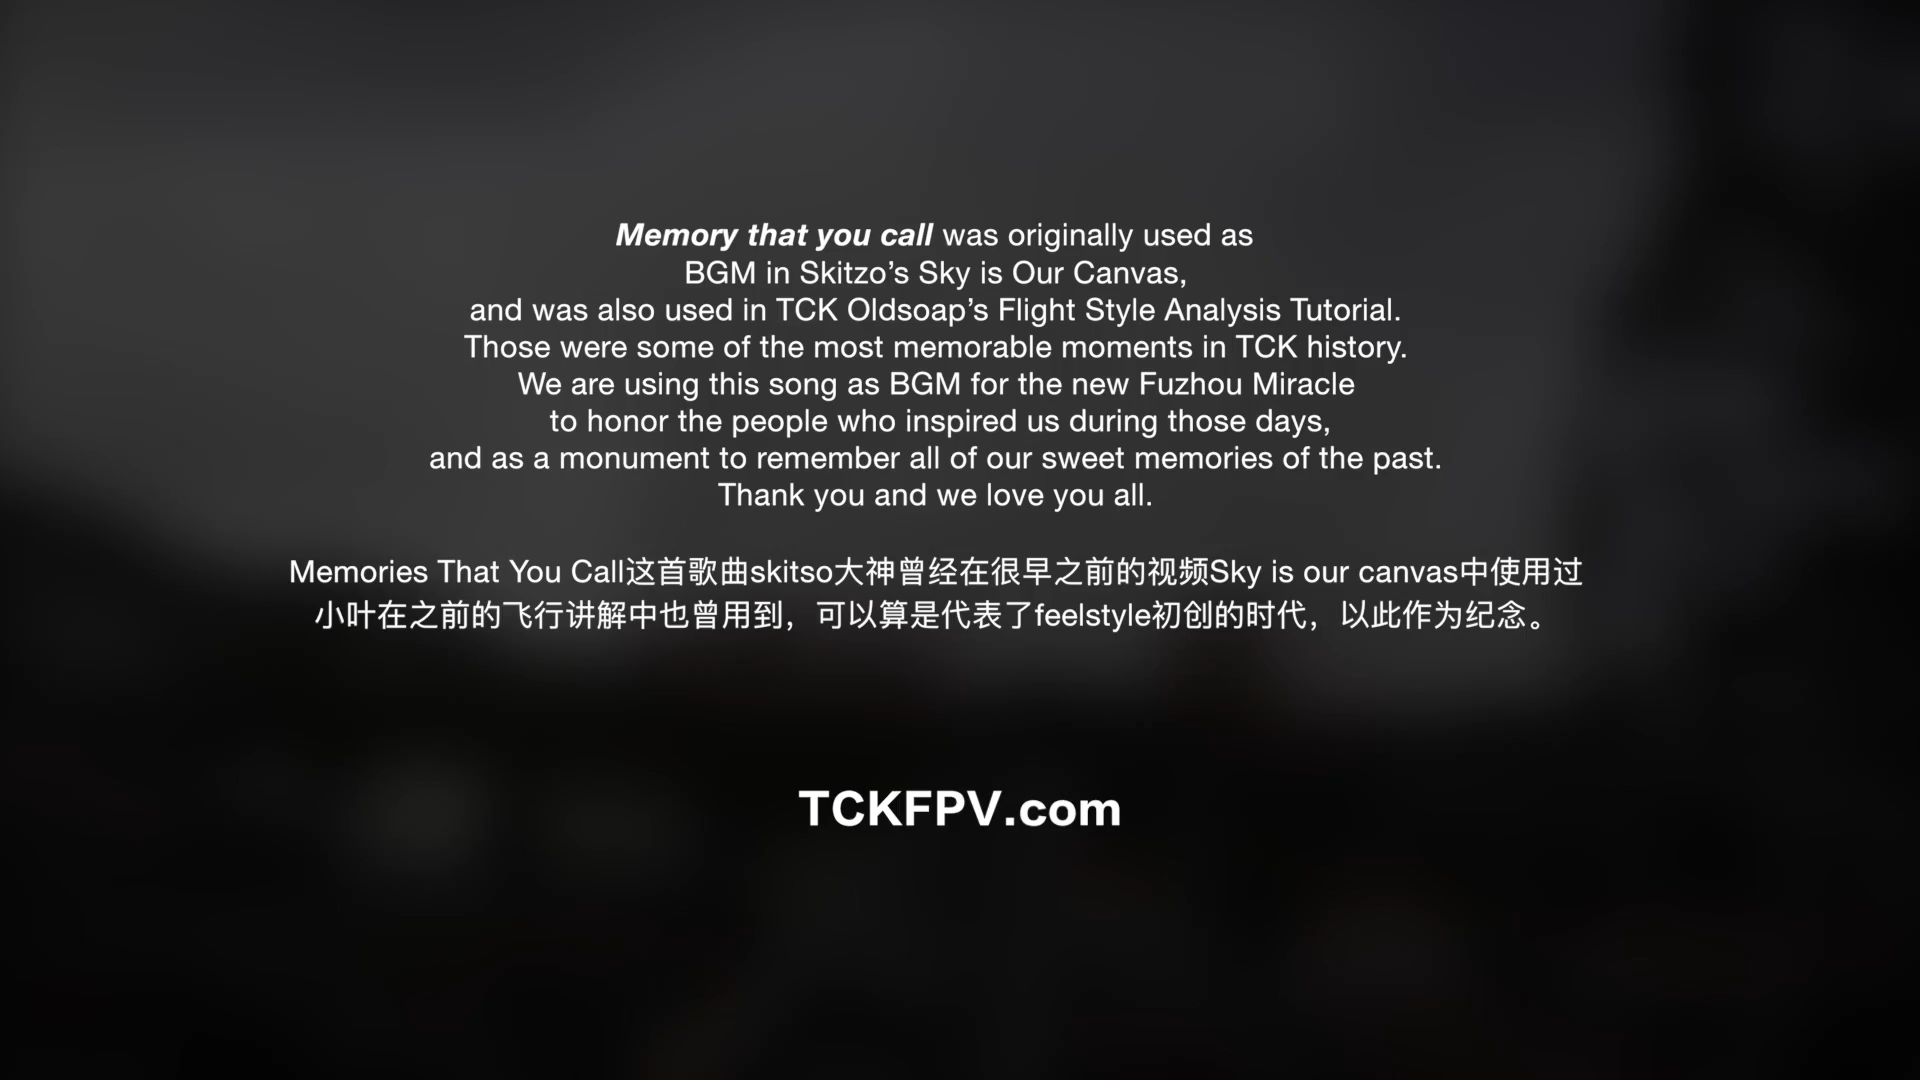 Memory that you call was originally used as
BGM in Skitzo’s Sky is Our Canvas,
and was also used in TCK Oldsoap’s Flight Style Analysis Tutorial.
Those were some of the most memorable moments in TCK history.
We are using this song as BGM for the new Fuzhou Miracle
to honor the people who inspired us during those days,
and as a monument to remember all of our sweet memories of the past.
Thank you and we love you all.
Memories That You Call这首歌曲skitso大神曾经在很早之前的视频Sky is our canvas中使用过
小叶在之前的飞行讲解中也曾用到，可以算是代表了feelstyle初创的时代，以此作为纪念。
TCKFPV.com